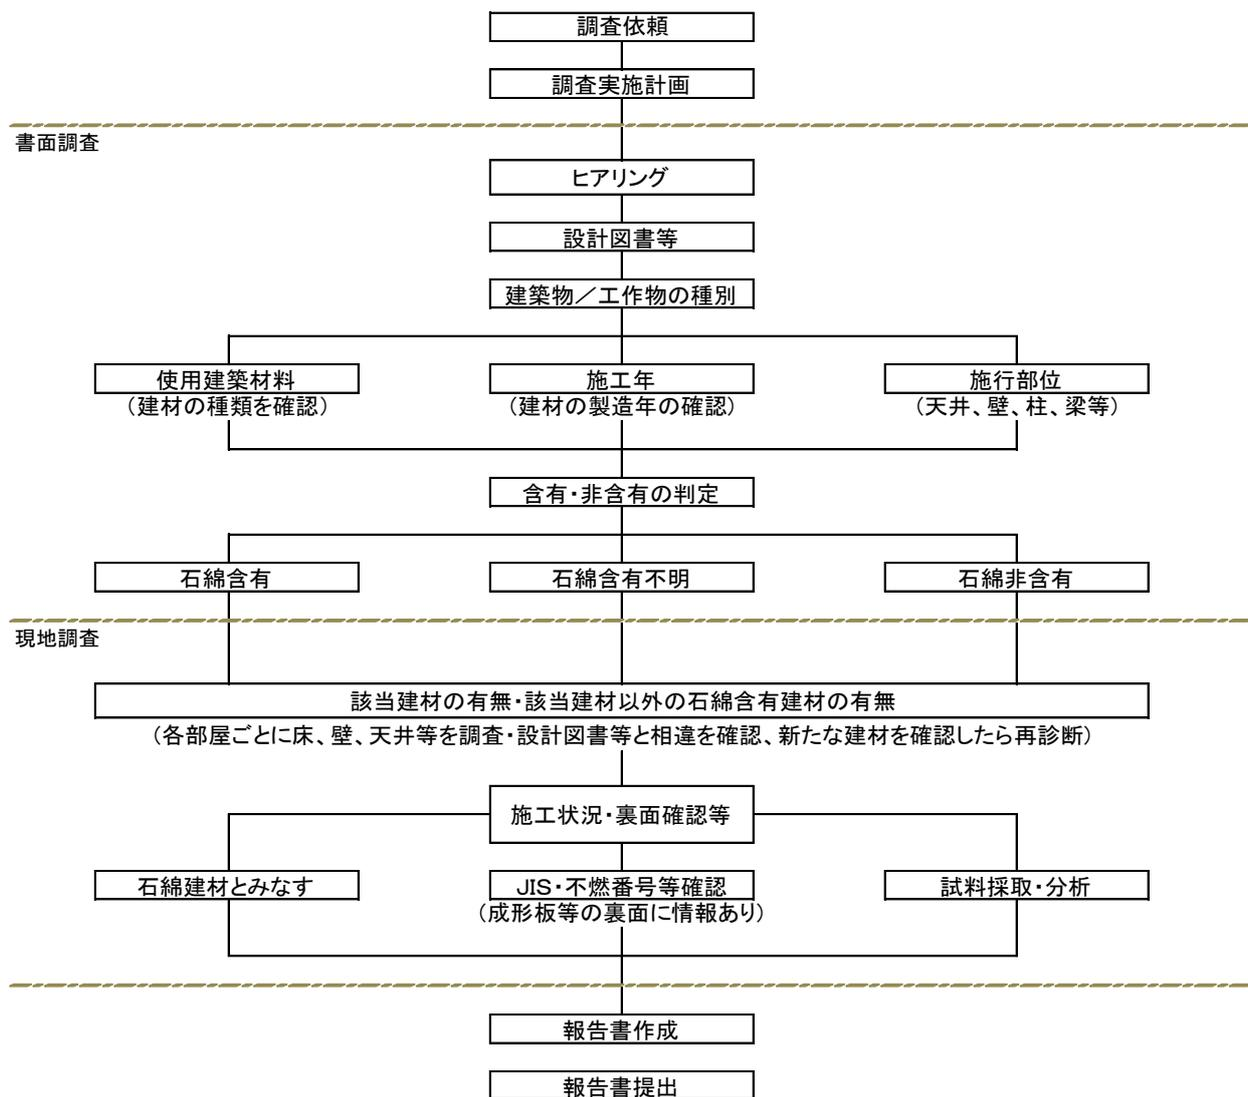 調査依頼
調査実施計画
書面調査
ヒアリング
設計図書等
建築物／工作物の種別
使用建築材料
（建材の種類を確認）
施工年
（建材の製造年の確認）
施行部位
（天井、壁、柱、梁等）
含有・非含有の判定
石綿含有
石綿含有不明
石綿非含有
現地調査
該当建材の有無・該当建材以外の石綿含有建材の有無
（各部屋ごとに床、壁、天井等を調査・設計図書等と相違を確認、新たな建材を確認したら再診断）
施工状況・裏面確認等
石綿建材とみなす
JIS・不燃番号等確認
（成形板等の裏面に情報あり）
試料採取・分析
報告書作成
報告書提出